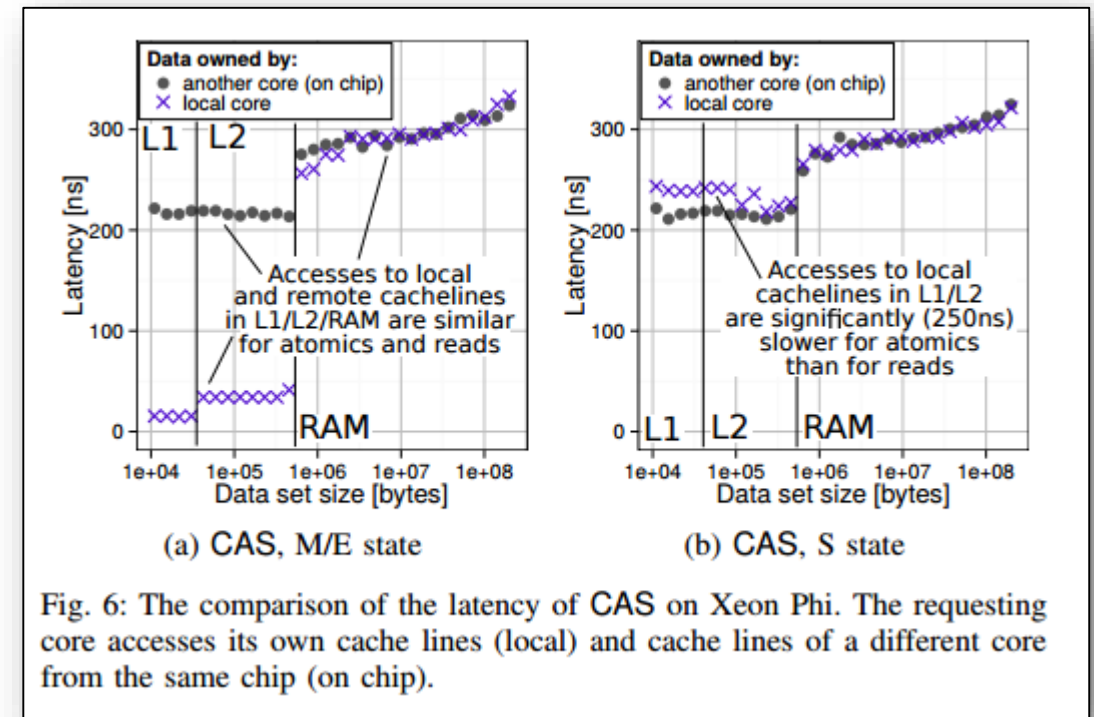 Data owned by:
another core (on chip)
local core
L1
L2
RAM
Accesses to local
and remote cachelines
in L1/L2/RAM are similar
for atomics and reads
Latency [ns]
300
200
100
0
1e+04 1e+05 1e+06 1e+07 1e+08
Data set size [bytes]
(a) CAS, M/E state
Data owned by:
another core (on chip)
local core
Accesses to local
cachelines in L1/L2
are significantly (250ns)
slower for atomics
than for reads
L1
L2
RAM
Latency [ns]
300
200
100
0
1e+04 1e+05 1e+06 1e+07 1e+08
Data set size [bytes]
(b) CAS, S state
Fig. 6: The comparison of the latency of CAS on Xeon Phi. The requesting
core accesses its own cache lines (local) and cache lines of a different core
from the same chip (on chip).